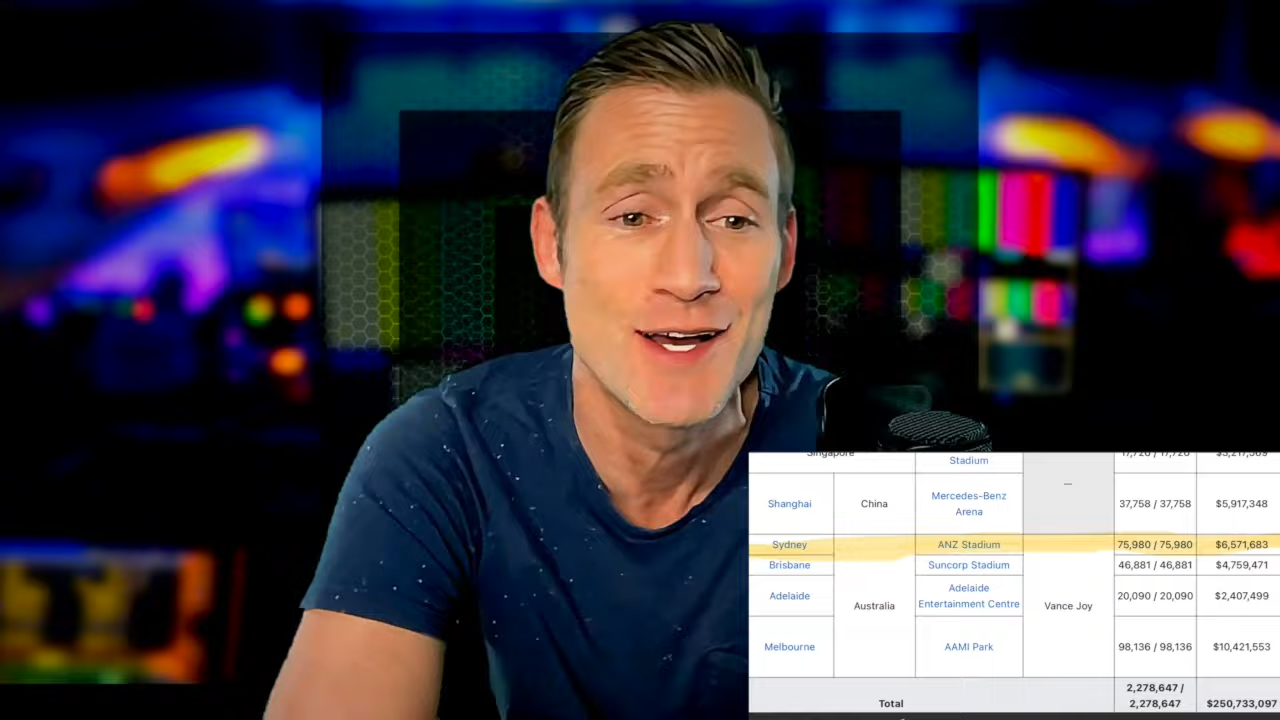 Singapore
Stadium
Shanghai China Mercedes-Benz Arena — 37,758 / 37,758 $5,917,348
Sydney ANZ Stadium 75,980 / 75,980 $6,571,683
Brisbane Suncorp Stadium 46,881 / 46,881 $4,759,471
Adelaide Australia Adelaide Entertainment Centre Vance Joy 20,090 / 20,090 $2,407,499
Melbourne AAMI Park 98,136 / 98,136 $10,421,553
Total 2,278,647 / 2,278,647 $250,733,097